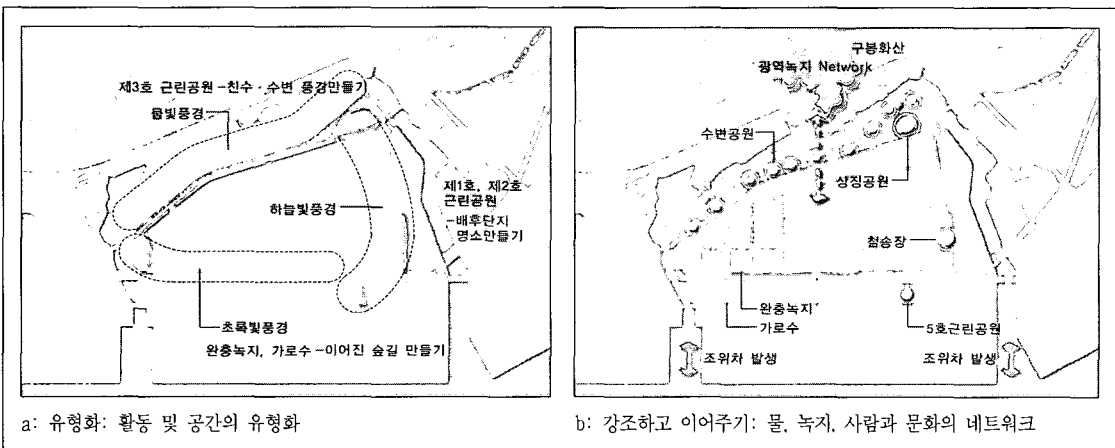 제3호 근린공원-친수·수변 풍경만들기
물빛풍경
하늘빛풍경
제1호, 제2호
근린공원
-배후단지
명소만들기
초록빛풍경
완충녹지, 가로수-이어진 숲길 만들기
a: 유형화: 활동 및 공간의 유형화
구봉화산
광역녹지 Network
수변공원
상징공원
첨송장
완충녹지
가로수
5호근린공원
조위차 발생
조위차 발생
b: 강조하고 이어주기: 물, 녹지, 사람과 문화의 네트워크